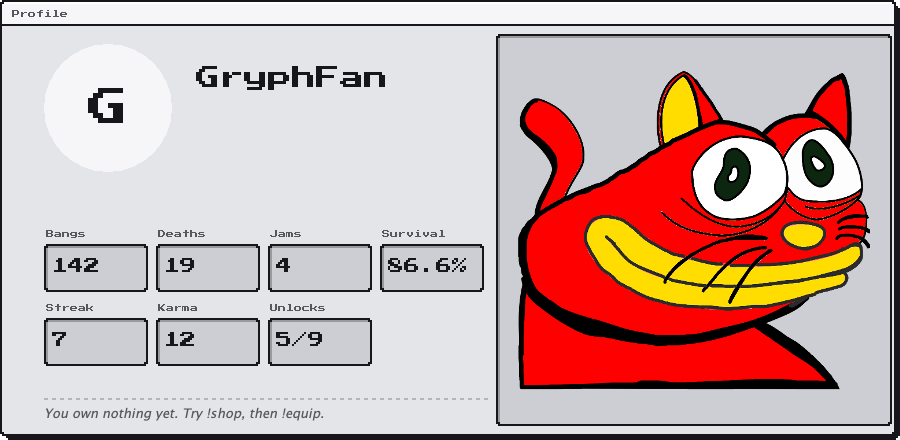 Profile
G
GryphFan
Bangs Deaths Jams Survival
142 19 4 86.6%
Streak Karma Unlocks
7 12 5/9
You own nothing yet. Try !shop, then !equip.